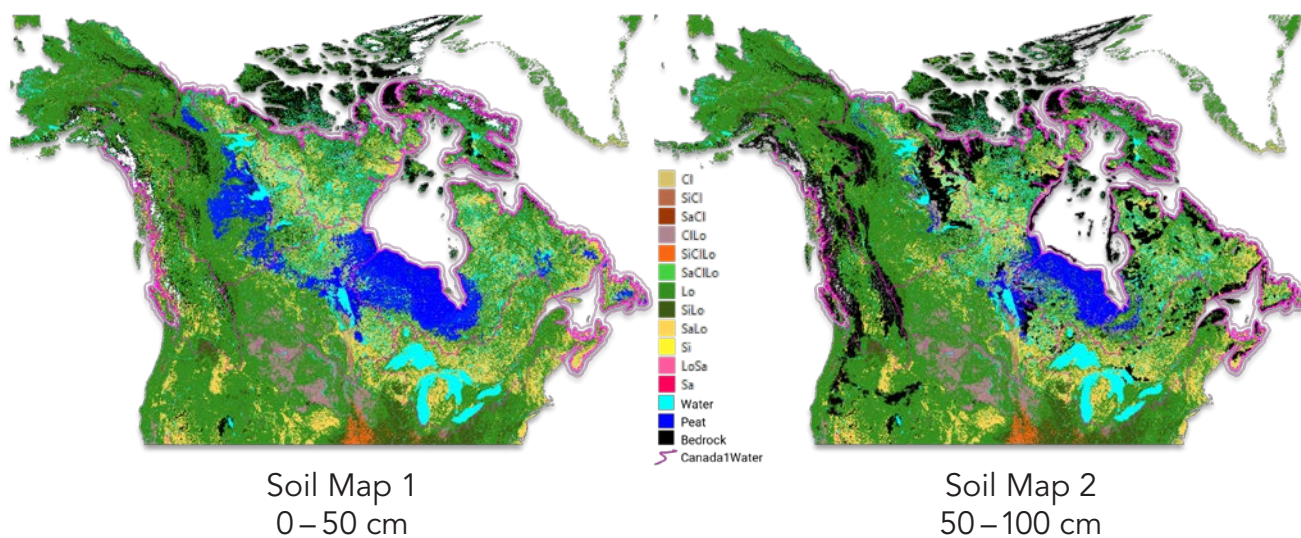 Cl
SiCl
SaCl
ClLo
SiClLo
SaClLo
Lo
SiLo
SaLo
Si
LoSa
Sa
Water
Peat
Bedrock
Canada1Water
Soil Map 1
0 – 50 cm
Soil Map 2
50 – 100 cm